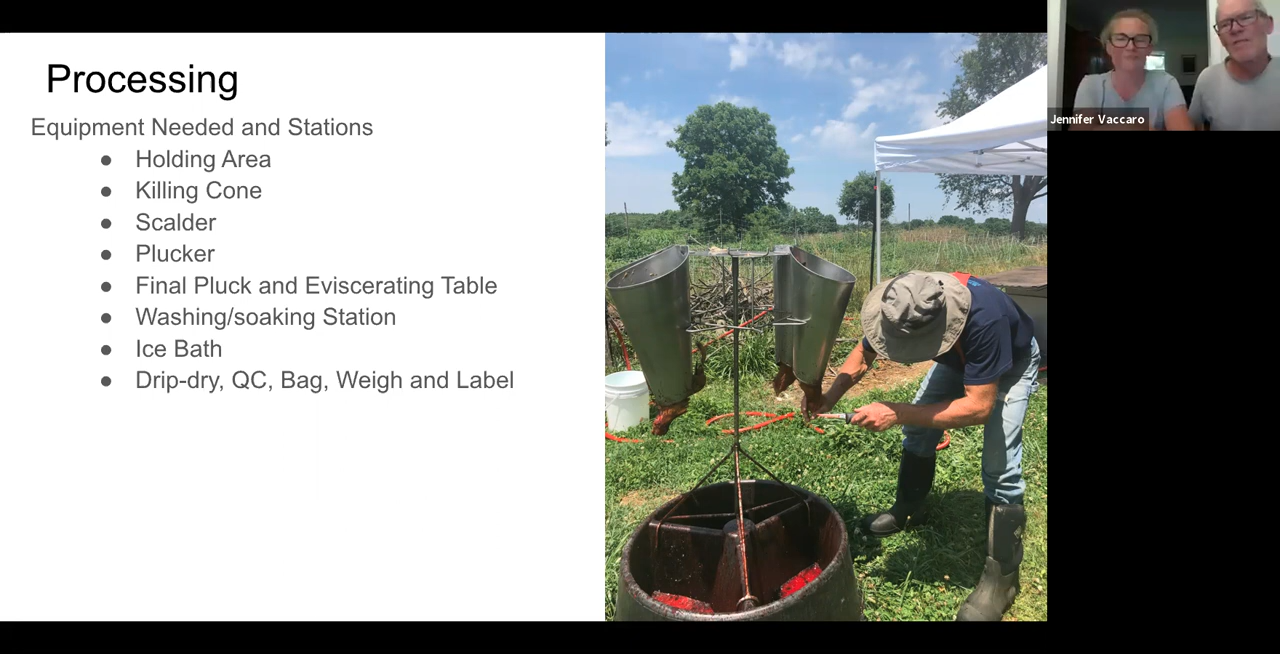 Processing
Equipment Needed and Stations
● Holding Area
● Killing Cone
● Scalder
● Plucker
● Final Pluck and Eviscerating Table
● Washing/soaking Station
● Ice Bath
● Drip-dry, QC, Bag, Weigh and Label
Jennifer Vaccaro